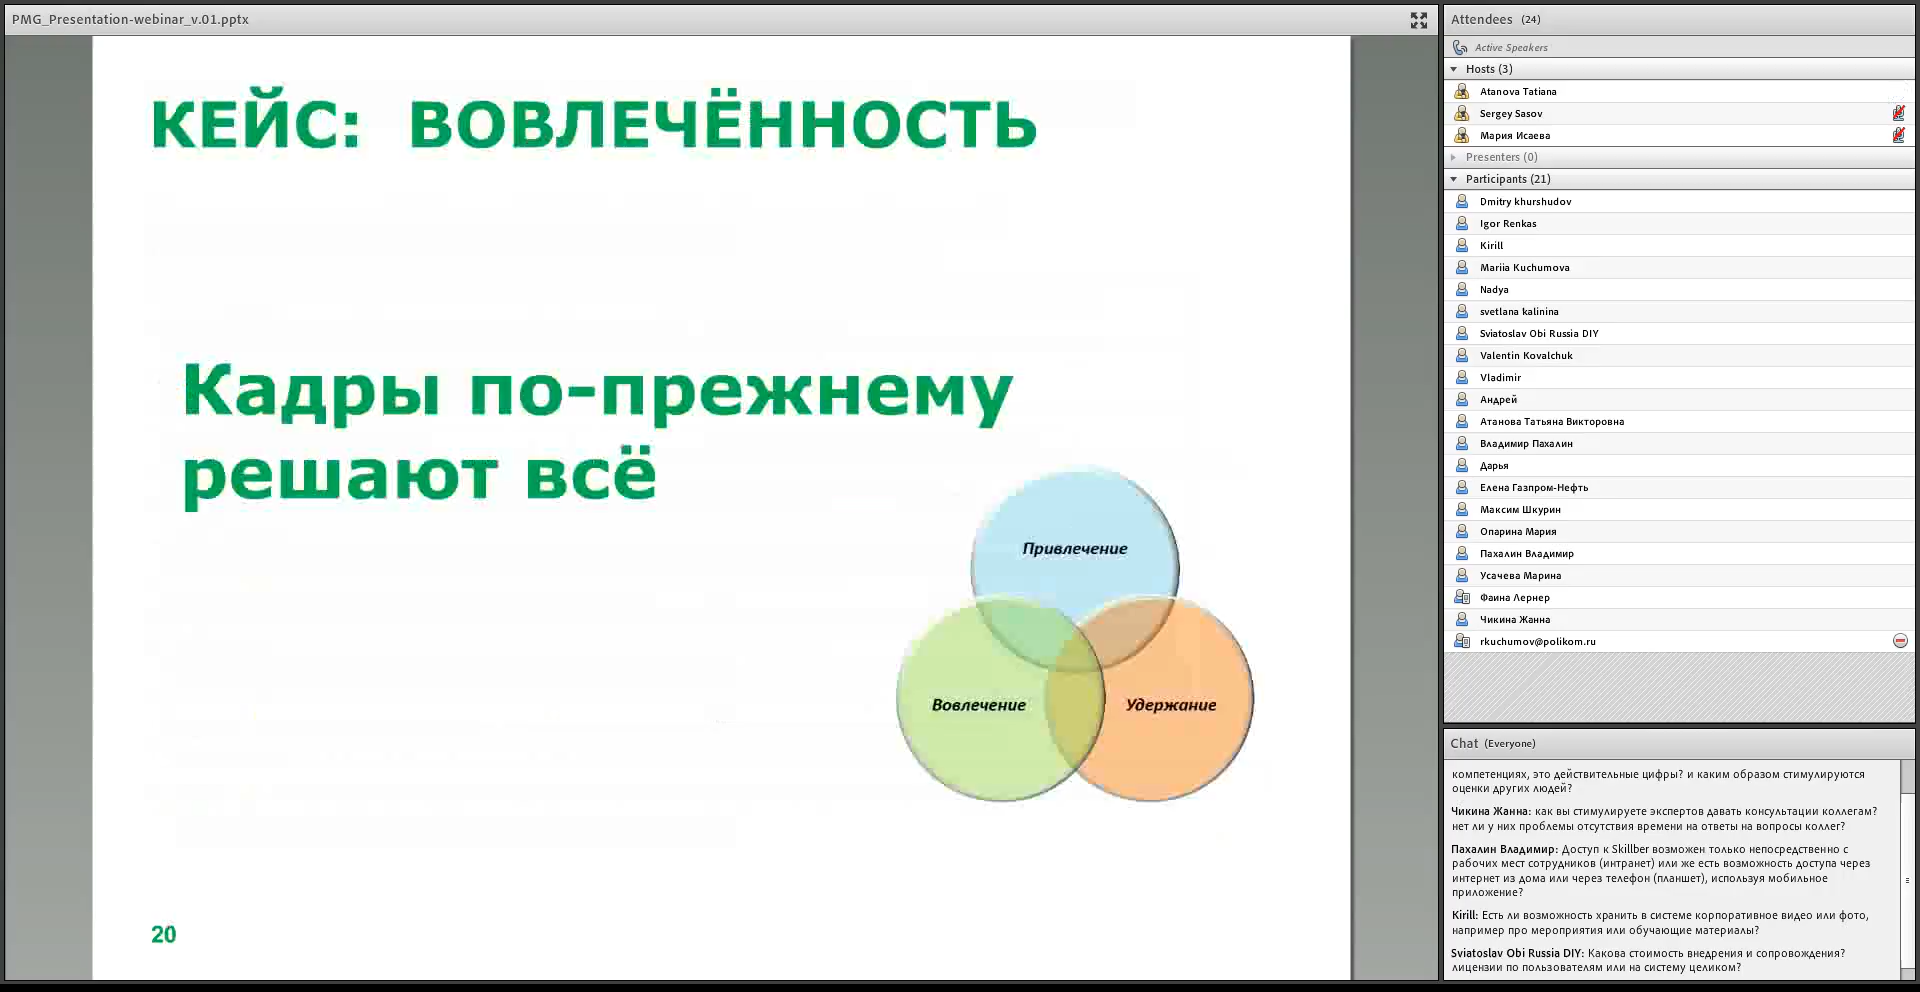 PMG_Presentation-webinar_v.01.pptx
КЕЙС: ВОВЛЕЧЁННОСТЬ
Кадры по-прежнему
решают всё
Привлечение
Вовлечение
Удержание
20
Attendees (24)
Active Speakers
Hosts (3)
Atanova Tatiana
Sergey Sasov
Мария Исаева
Presenters (0)
Participants (21)
Dmitry khurshudov
Igor Renkas
Kirill
Mariia Kuchumova
Nadya
svetlana kalinina
Sviatoslav Obi Russia DIY
Valentin Kovalchuk
Vladimir
Андрей
Атанова Татьяна Викторовна
Владимир Пахалин
Дарья
Елена Газпром-Нефть
Максим Шкурин
Опарина Мария
Пахалин Владимир
Усачева Марина
Фаина Лернер
Чикина Жанна
rkuchumov@polikom.ru
Chat (Everyone)
компетенциях, это действительные цифры? и каким образом стимулируются
оценки других людей?
Чикина Жанна: как вы стимулируете экспертов давать консультации коллегам?
нет ли у них проблемы отсутствия времени на ответы на вопросы коллег?
Пахалин Владимир: Доступ к Skillber возможен только непосредственно с
рабочих мест сотрудников (интранет) или же есть возможность доступа через
интернет из дома или через телефон (планшет), используя мобильное
приложение?
Kirill: Есть ли возможность хранить в системе корпоративное видео или фото,
например про мероприятия или обучающие материалы?
Sviatoslav Obi Russia DIY: Какова стоимость внедрения и сопровождения?
лицензии по пользователям или на систему целиком?